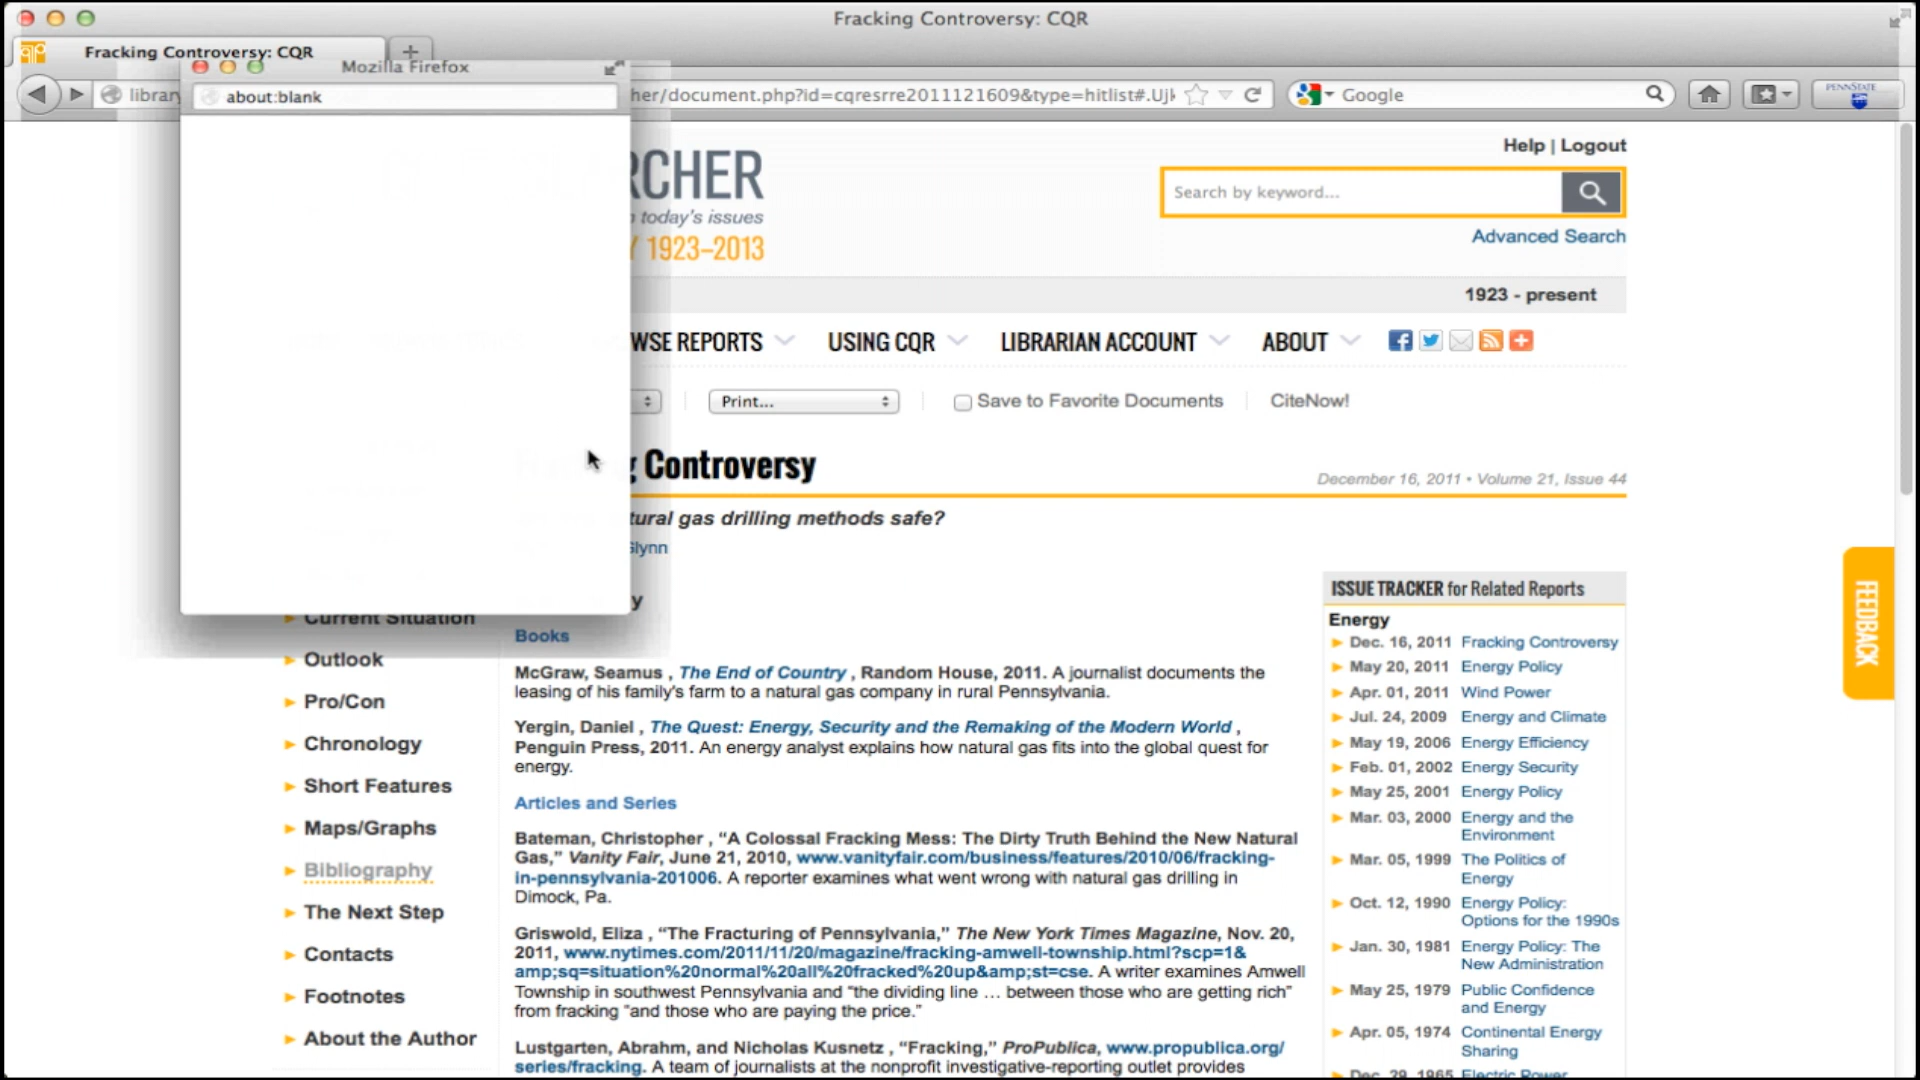 Fracking Controversy: CQR
Fracking Controversy: CQR
Mozilla Firefox
library
about:blank
her/document.php?id=cqresrre2011121609&type=hitlist#.Ujk
Google
PENNSTATE
Help | Logout
RCHER
Search by keyword...
today's issues
1923–2013
Advanced Search
1923 - present
WSE REPORTS
USING CQR
LIBRARIAN ACCOUNT
ABOUT
Print...
Save to Favorite Documents
CiteNow!
g Controversy
December 16, 2011 • Volume 21, Issue 44
tural gas drilling methods safe?
Glynn
y
Current Situation
Outlook
Pro/Con
Chronology
Short Features
Maps/Graphs
Bibliography
The Next Step
Contacts
Footnotes
About the Author
Books
McGraw, Seamus , The End of Country , Random House, 2011. A journalist documents the
leasing of his family's farm to a natural gas company in rural Pennsylvania.
Yergin, Daniel , The Quest: Energy, Security and the Remaking of the Modern World ,
Penguin Press, 2011. An energy analyst explains how natural gas fits into the global quest for
energy.
Articles and Series
Bateman, Christopher , “A Colossal Fracking Mess: The Dirty Truth Behind the New Natural
Gas,” Vanity Fair, June 21, 2010, www.vanityfair.com/business/features/2010/06/fracking-
in-pennsylvania-201006. A reporter examines what went wrong with natural gas drilling in
Dimock, Pa.
Griswold, Eliza , “The Fracturing of Pennsylvania,” The New York Times Magazine, Nov. 20,
2011, www.nytimes.com/2011/11/20/magazine/fracking-amwell-township.html?scp=1&
amp;sq=situation%20normal%20all%20fracked%20up&amp;st=cse. A writer examines Amwell
Township in southwest Pennsylvania and “the dividing line … between those who are getting rich”
from fracking “and those who are paying the price.”
Lustgarten, Abrahm, and Nicholas Kusnetz , “Fracking,” ProPublica, www.propublica.org/
series/fracking. A team of journalists at the nonprofit investigative-reporting outlet provides
ISSUE TRACKER for Related Reports
Energy
Dec. 16, 2011 Fracking Controversy
May 20, 2011 Energy Policy
Apr. 01, 2011 Wind Power
Jul. 24, 2009 Energy and Climate
May 19, 2006 Energy Efficiency
Feb. 01, 2002 Energy Security
May 25, 2001 Energy Policy
Mar. 03, 2000 Energy and the
Environment
Mar. 05, 1999 The Politics of
Energy
Oct. 12, 1990 Energy Policy:
Options for the 1990s
Jan. 30, 1981 Energy Policy: The
New Administration
May 25, 1979 Public Confidence
and Energy
Apr. 05, 1974 Continental Energy
Sharing
Dec. 29, 1965 Electric Power
FEEDBACK